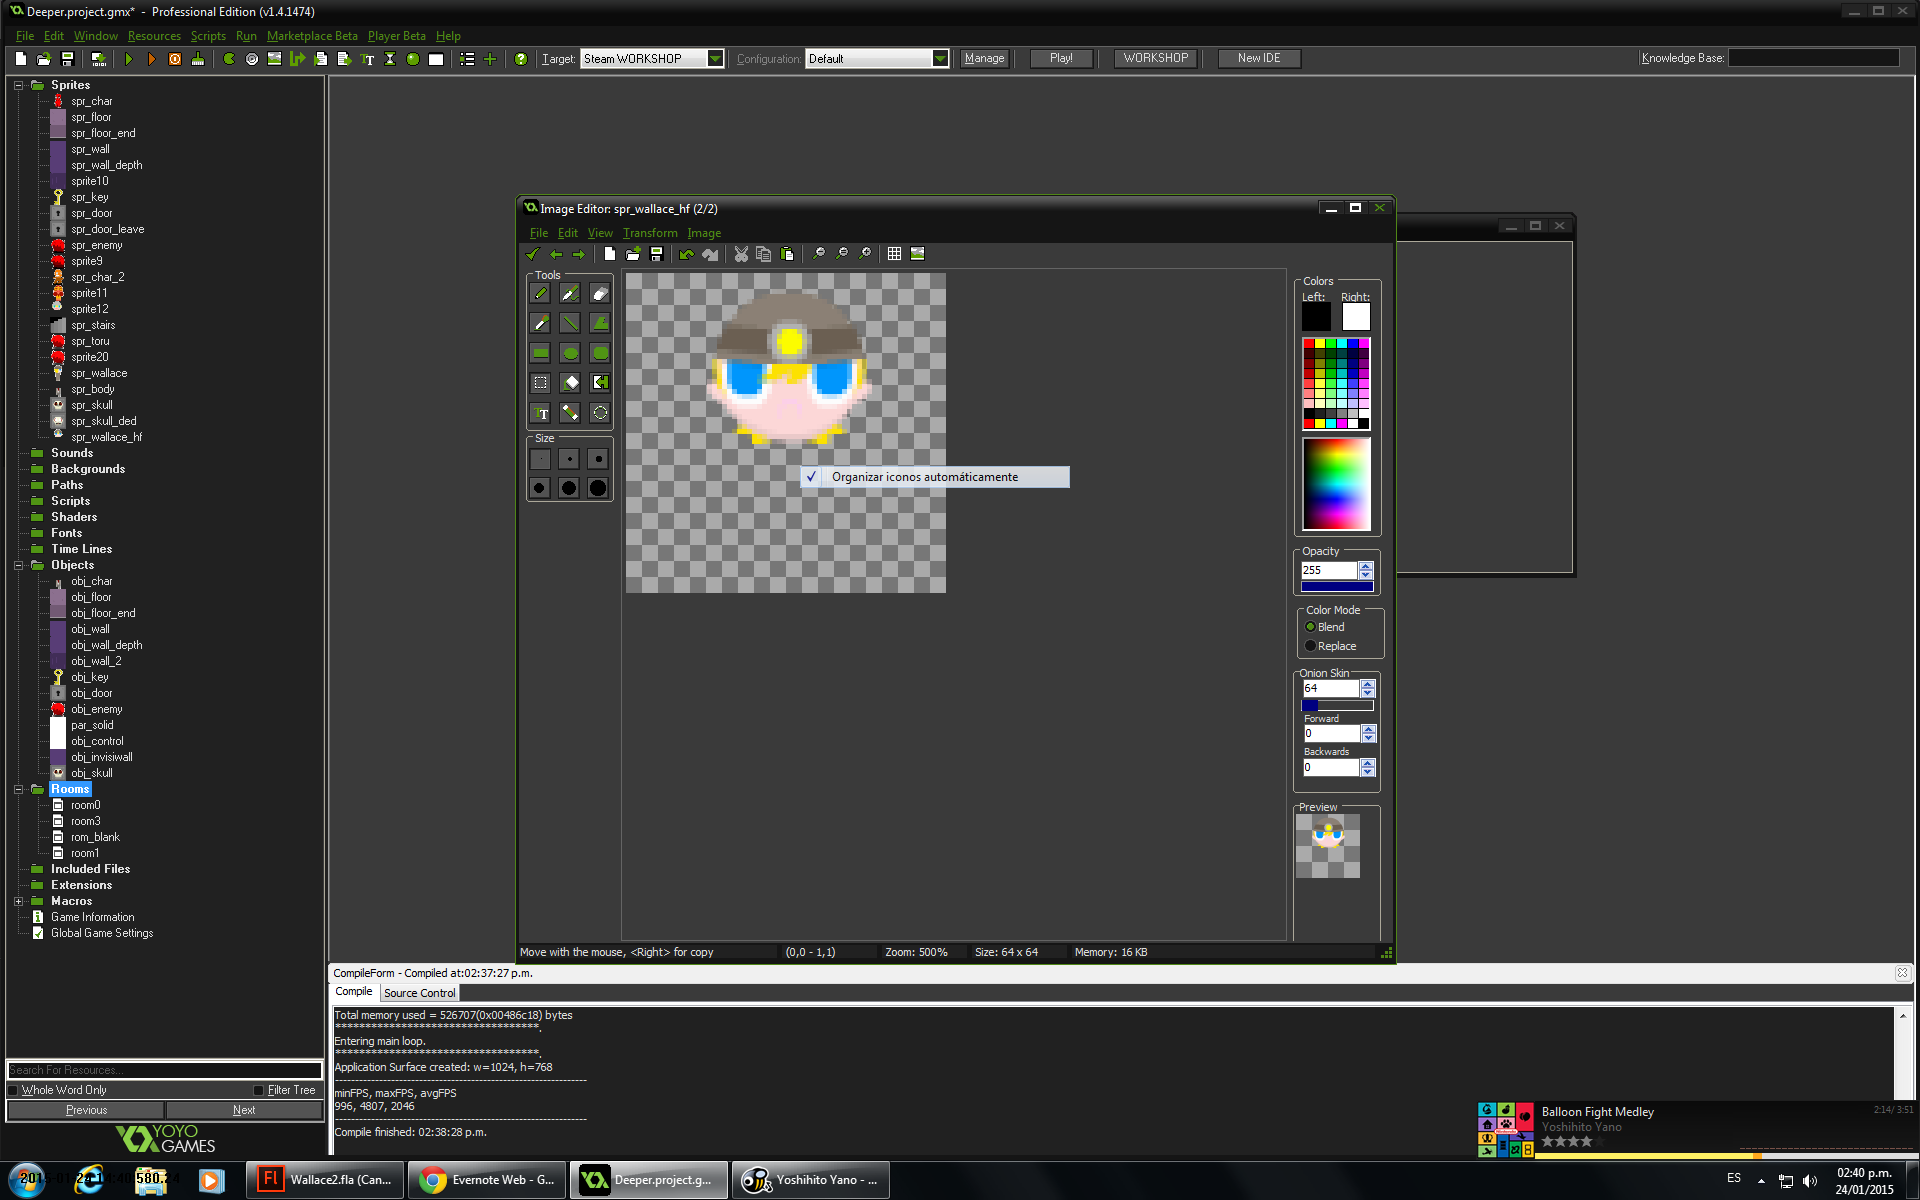 Deeper.project.gmx*  -  Professional Edition (v1.4.1474)
File Edit Window Resources Scripts Run Marketplace Beta Player Beta Help
Target: Steam WORKSHOP Configuration: Default Manage Play! WORKSHOP New IDE Knowledge Base:
Sprites
spr_char
spr_floor
spr_floor_end
spr_wall
spr_wall_depth
sprite10
spr_key
spr_door
spr_door_leave
spr_enemy
sprite9
spr_char_2
sprite11
sprite12
spr_stairs
spr_toru
sprite20
spr_wallace
spr_body
spr_skull
spr_skull_ded
spr_wallace_hf
Sounds
Backgrounds
Paths
Scripts
Shaders
Fonts
Time Lines
Objects
obj_char
obj_floor
obj_floor_end
obj_wall
obj_wall_depth
obj_wall_2
obj_key
obj_door
obj_enemy
par_solid
obj_control
obj_invisiwall
obj_skull
Rooms
room0
room3
rom_blank
room1
Included Files
Extensions
Macros
Game Information
Global Game Settings
Search For Resources...
Whole Word Only Filter Tree
Previous Next
YOYO
GAMES
Image Editor: spr_wallace_hf (2/2)
File Edit View Transform Image
Tools
Size
Organizar iconos automáticamente
Colors
Left: Right:
Opacity
255
Color Mode
Blend
Replace
Onion Skin
64
Forward
0
Backwards
0
Preview
Move with the mouse, <Right> for copy (0,0 - 1,1) Zoom: 500% Size: 64 x 64 Memory: 16 KB
CompileForm - Compiled at:02:37:27 p.m.
Compile Source Control
Total memory used = 526707(0x00486c18) bytes
**********************************.
Entering main loop.
**********************************.
Application Surface created: w=1024, h=768
minFPS, maxFPS, avgFPS
996, 4807, 2046
Compile finished: 02:38:28 p.m.
Balloon Fight Medley 2:14/ 3:51
Yoshihito Yano
Fl Wallace2.fla (Can... Evernote Web - G... Deeper.project.g... Yoshihito Yano - ...
ES 02:40 p.m.
24/01/2015